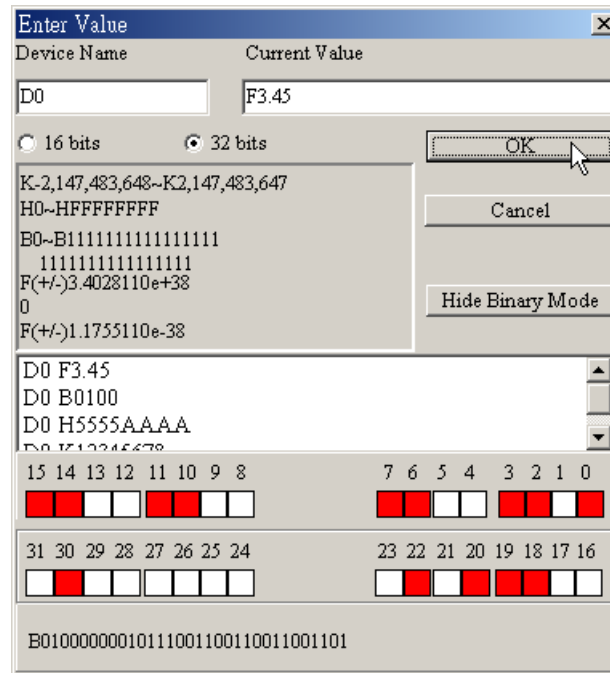 Enter Value
Device Name Current Value
D0 F3.45
16 bits 32 bits OK
K-2,147,483,648~K2,147,483,647
H0~HFFFFFFFF
B0~B1111111111111111
1111111111111111
F(+/-)3.4028110e+38
0
F(+/-)1.1755110e-38
Cancel
Hide Binary Mode
D0 F3.45
D0 B0100
D0 H5555AAAA
D0 K12345678
15 14 13 12 11 10 9 8 7 6 5 4 3 2 1 0
31 30 29 28 27 26 25 24 23 22 21 20 19 18 17 16
B01000000010111001100110011001101